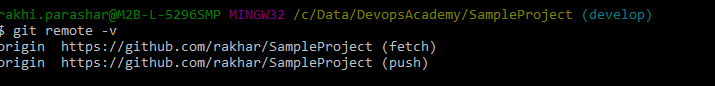 rakhi.parashar@M2B-L-5296SMP MINGW32 /c/Data/DevopsAcademy/SampleProject (develop)
$ git remote -v
origin  https://github.com/rakhar/SampleProject (fetch)
origin  https://github.com/rakhar/SampleProject (push)